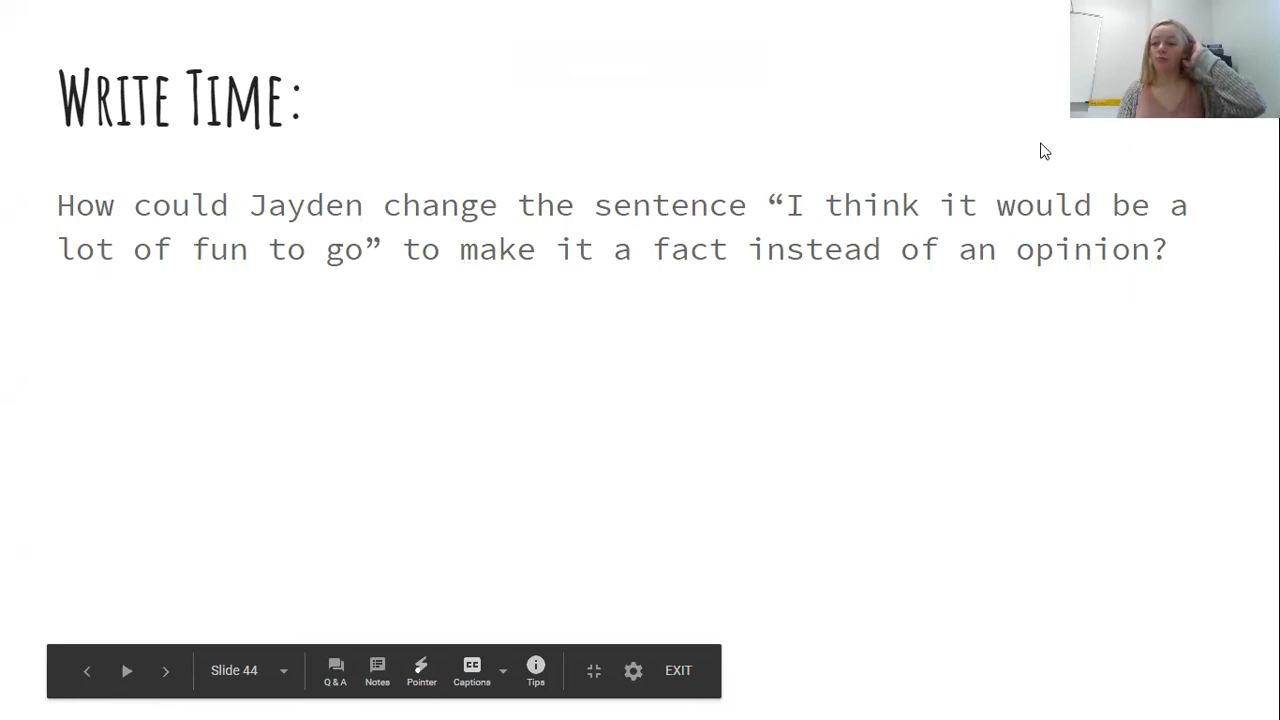 Write Time:
How could Jayden change the sentence “I think it would be a
lot of fun to go” to make it a fact instead of an opinion?
Slide 44
Q & A
Notes
Pointer
CC
Captions
Tips
EXIT